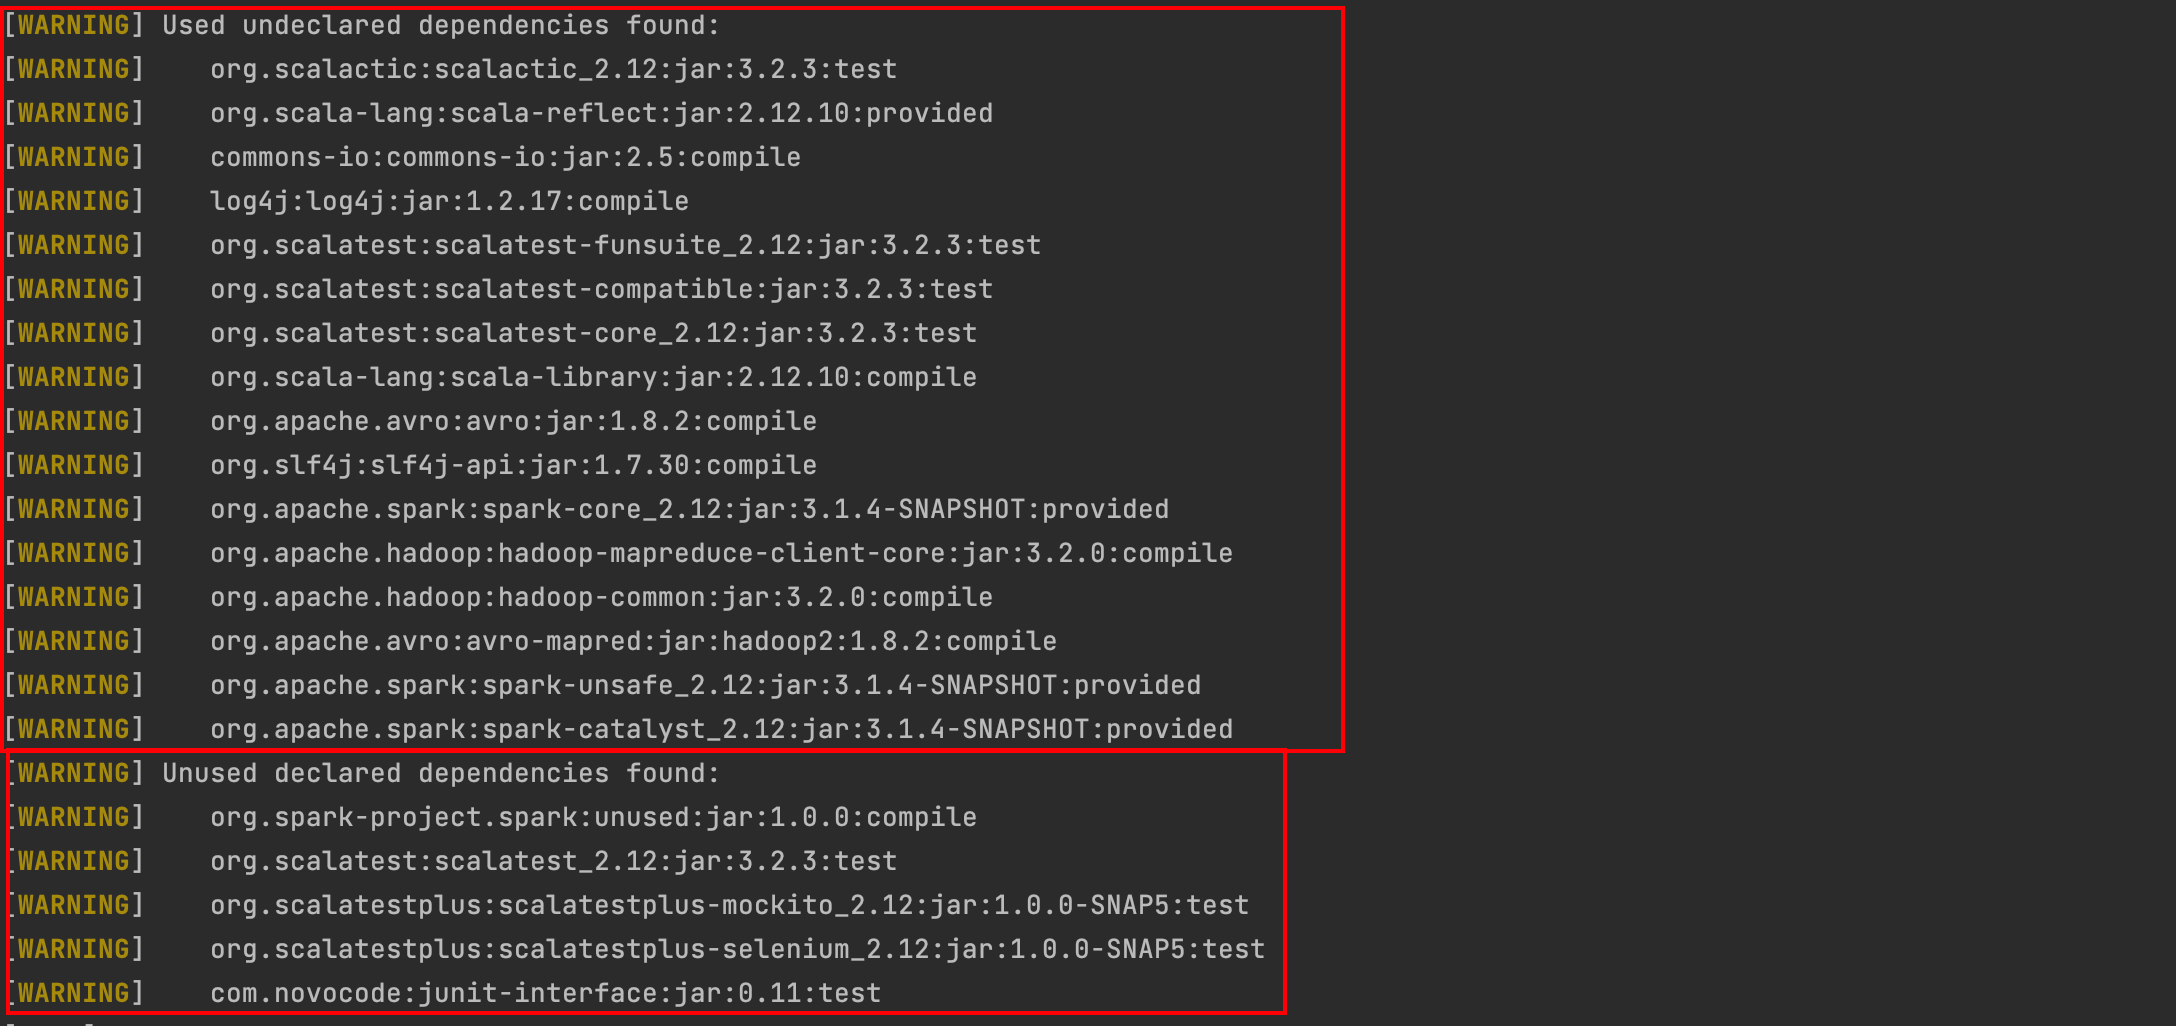 [WARNING] Used undeclared dependencies found:
[WARNING]    org.scalactic:scalactic_2.12:jar:3.2.3:test
[WARNING]    org.scala-lang:scala-reflect:jar:2.12.10:provided
[WARNING]    commons-io:commons-io:jar:2.5:compile
[WARNING]    log4j:log4j:jar:1.2.17:compile
[WARNING]    org.scalatest:scalatest-funsuite_2.12:jar:3.2.3:test
[WARNING]    org.scalatest:scalatest-compatible:jar:3.2.3:test
[WARNING]    org.scalatest:scalatest-core_2.12:jar:3.2.3:test
[WARNING]    org.scala-lang:scala-library:jar:2.12.10:compile
[WARNING]    org.apache.avro:avro:jar:1.8.2:compile
[WARNING]    org.slf4j:slf4j-api:jar:1.7.30:compile
[WARNING]    org.apache.spark:spark-core_2.12:jar:3.1.4-SNAPSHOT:provided
[WARNING]    org.apache.hadoop:hadoop-mapreduce-client-core:jar:3.2.0:compile
[WARNING]    org.apache.hadoop:hadoop-common:jar:3.2.0:compile
[WARNING]    org.apache.avro:avro-mapred:jar:hadoop2:1.8.2:compile
[WARNING]    org.apache.spark:spark-unsafe_2.12:jar:3.1.4-SNAPSHOT:provided
[WARNING]    org.apache.spark:spark-catalyst_2.12:jar:3.1.4-SNAPSHOT:provided
[WARNING] Unused declared dependencies found:
[WARNING]    org.spark-project.spark:unused:jar:1.0.0:compile
[WARNING]    org.scalatest:scalatest_2.12:jar:3.2.3:test
[WARNING]    org.scalatestplus:scalatestplus-mockito_2.12:jar:1.0.0-SNAP5:test
[WARNING]    org.scalatestplus:scalatestplus-selenium_2.12:jar:1.0.0-SNAP5:test
[WARNING]    com.novocode:junit-interface:jar:0.11:test